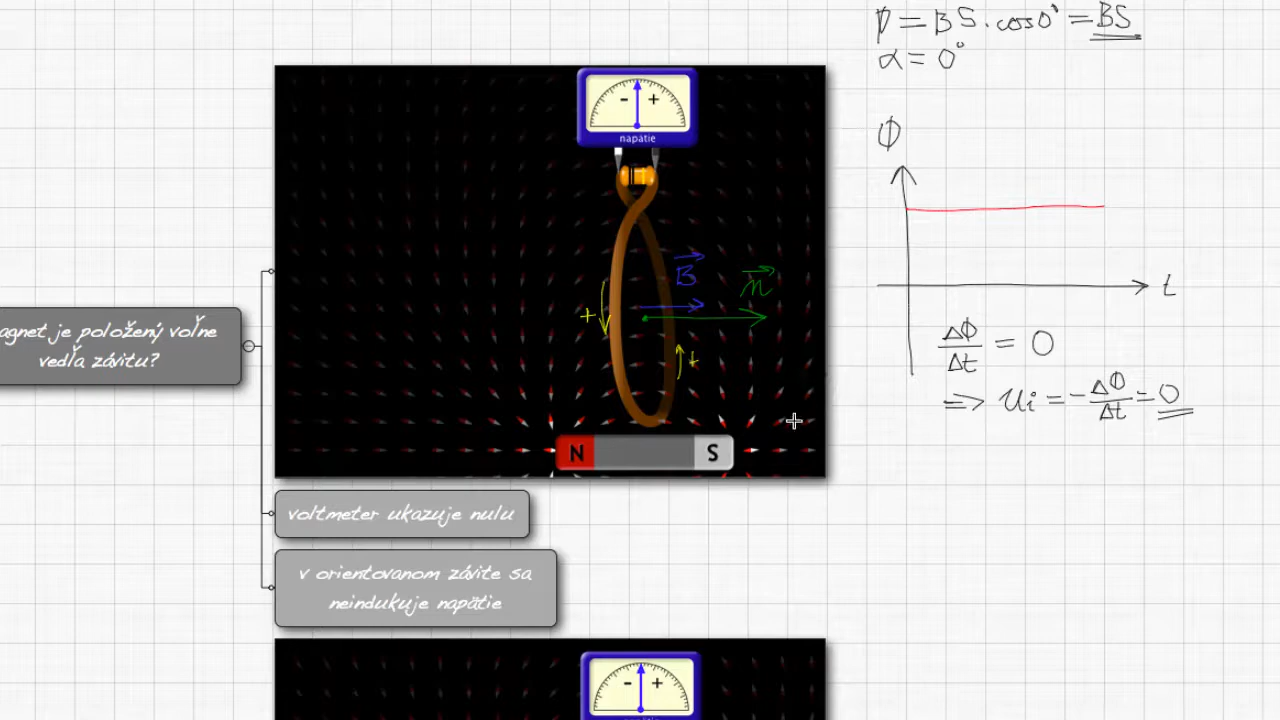 Φ = BS.cos0° = BS
α = 0°
- +
napätie
Φ
B
n
+
+
t
agnet je položený voľne
vedľa závitu?
ΔΦ/Δt = 0
=> ui = -ΔΦ/Δt = 0
N S
voltmeter ukazuje nulu
v orientovanom závite sa
neindukuje napätie
- +